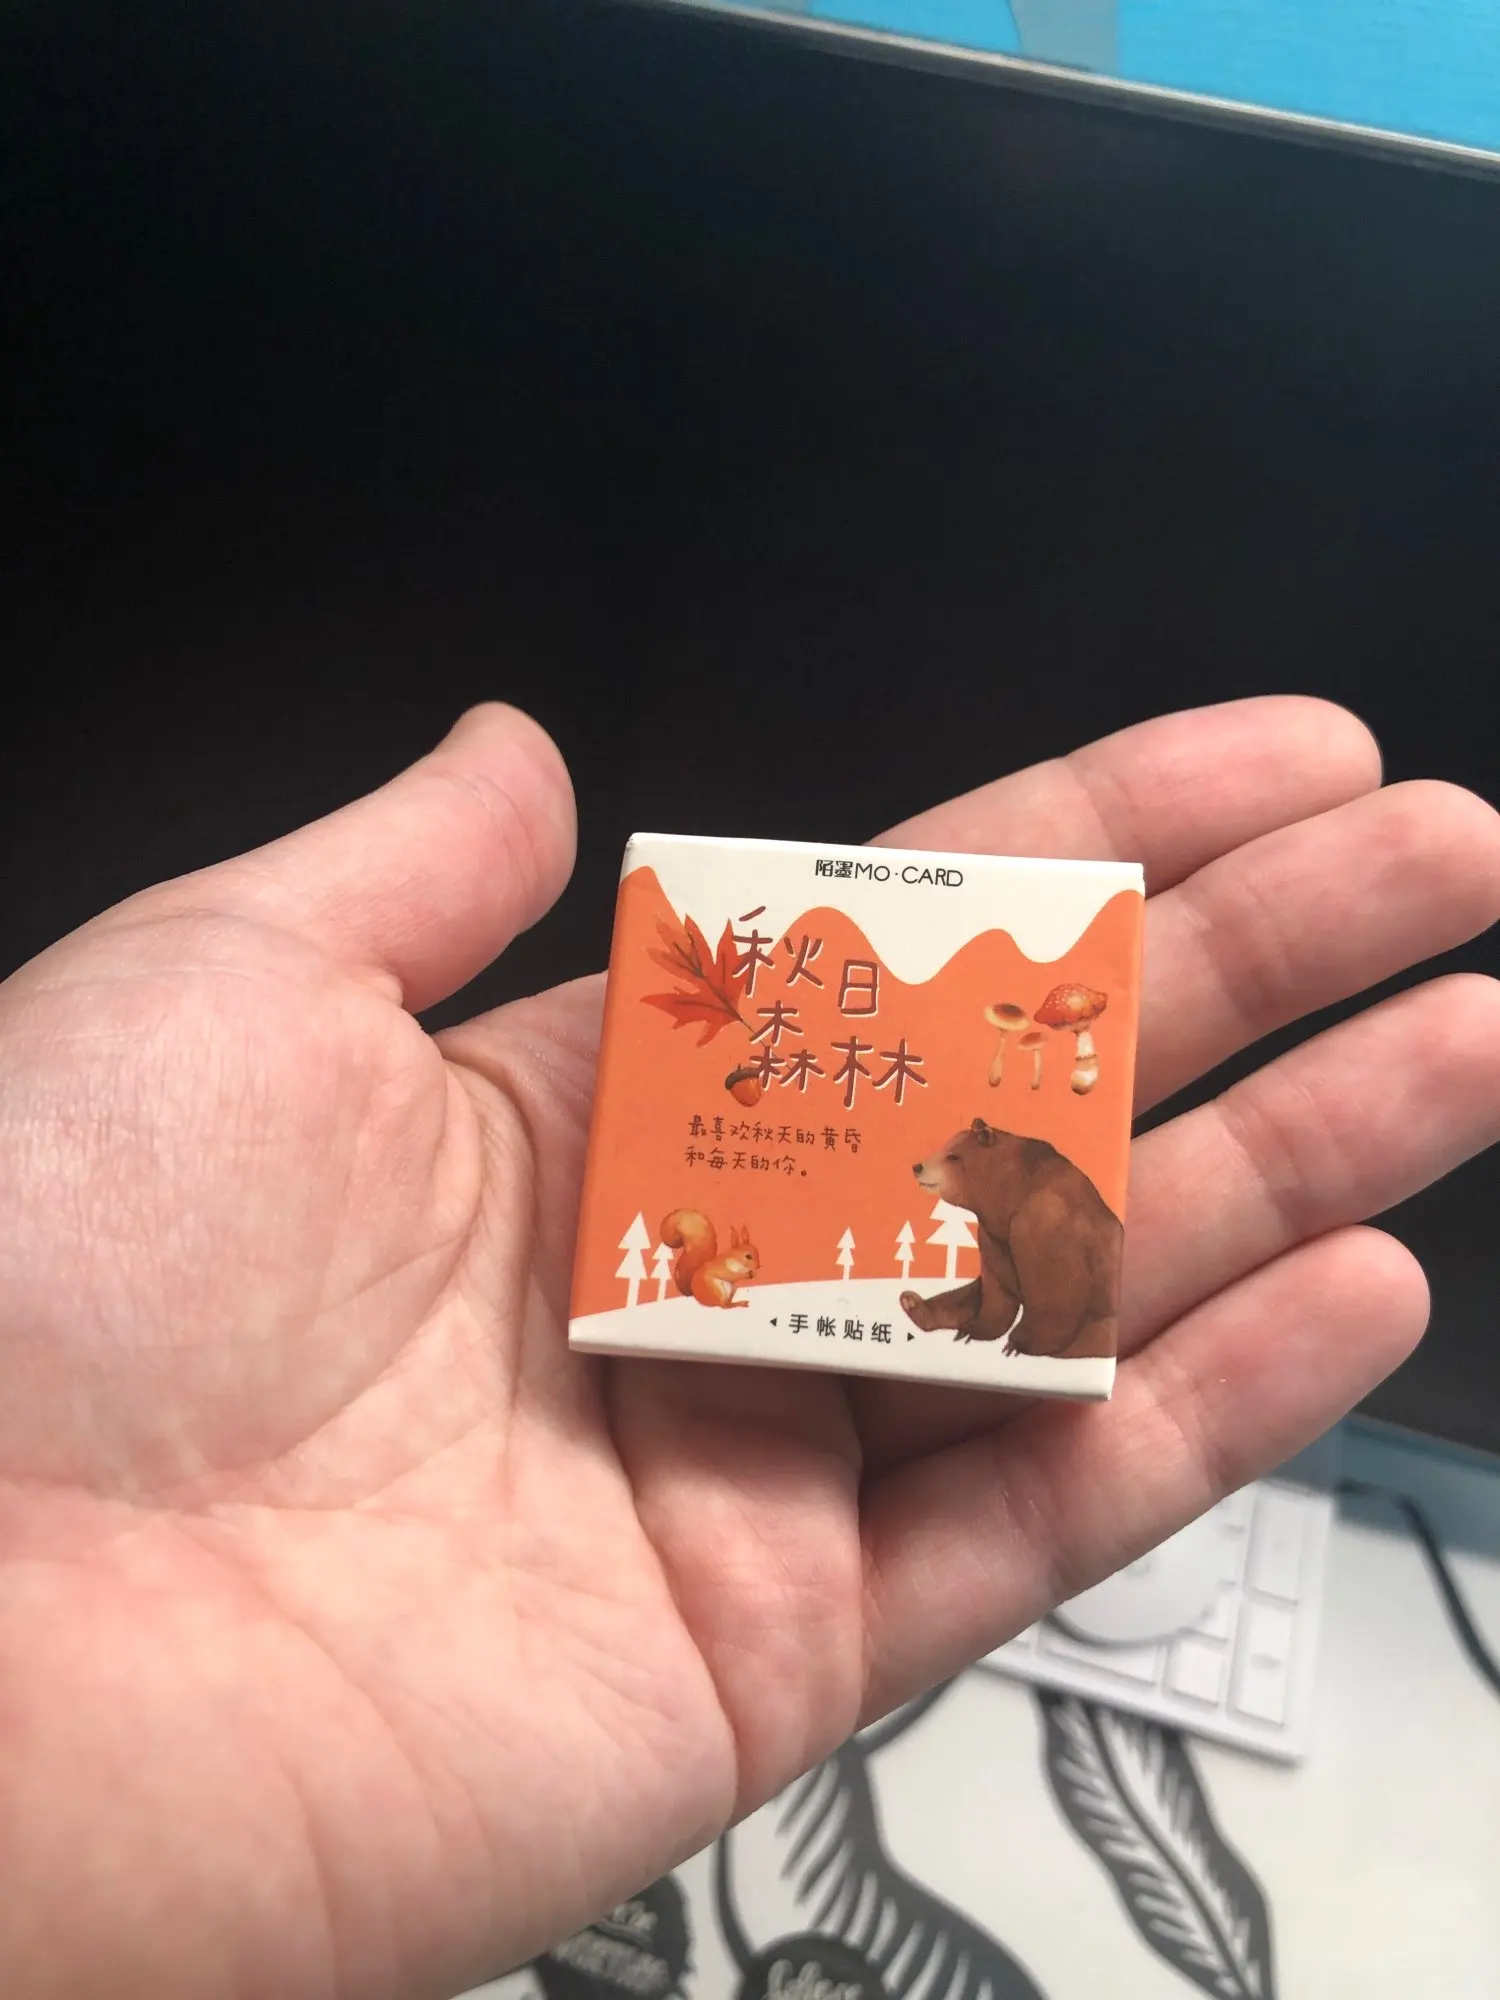 陌墨MO·CARD
秋日
森林
最喜欢秋天的黄昏
和每天的你。
手帐贴纸